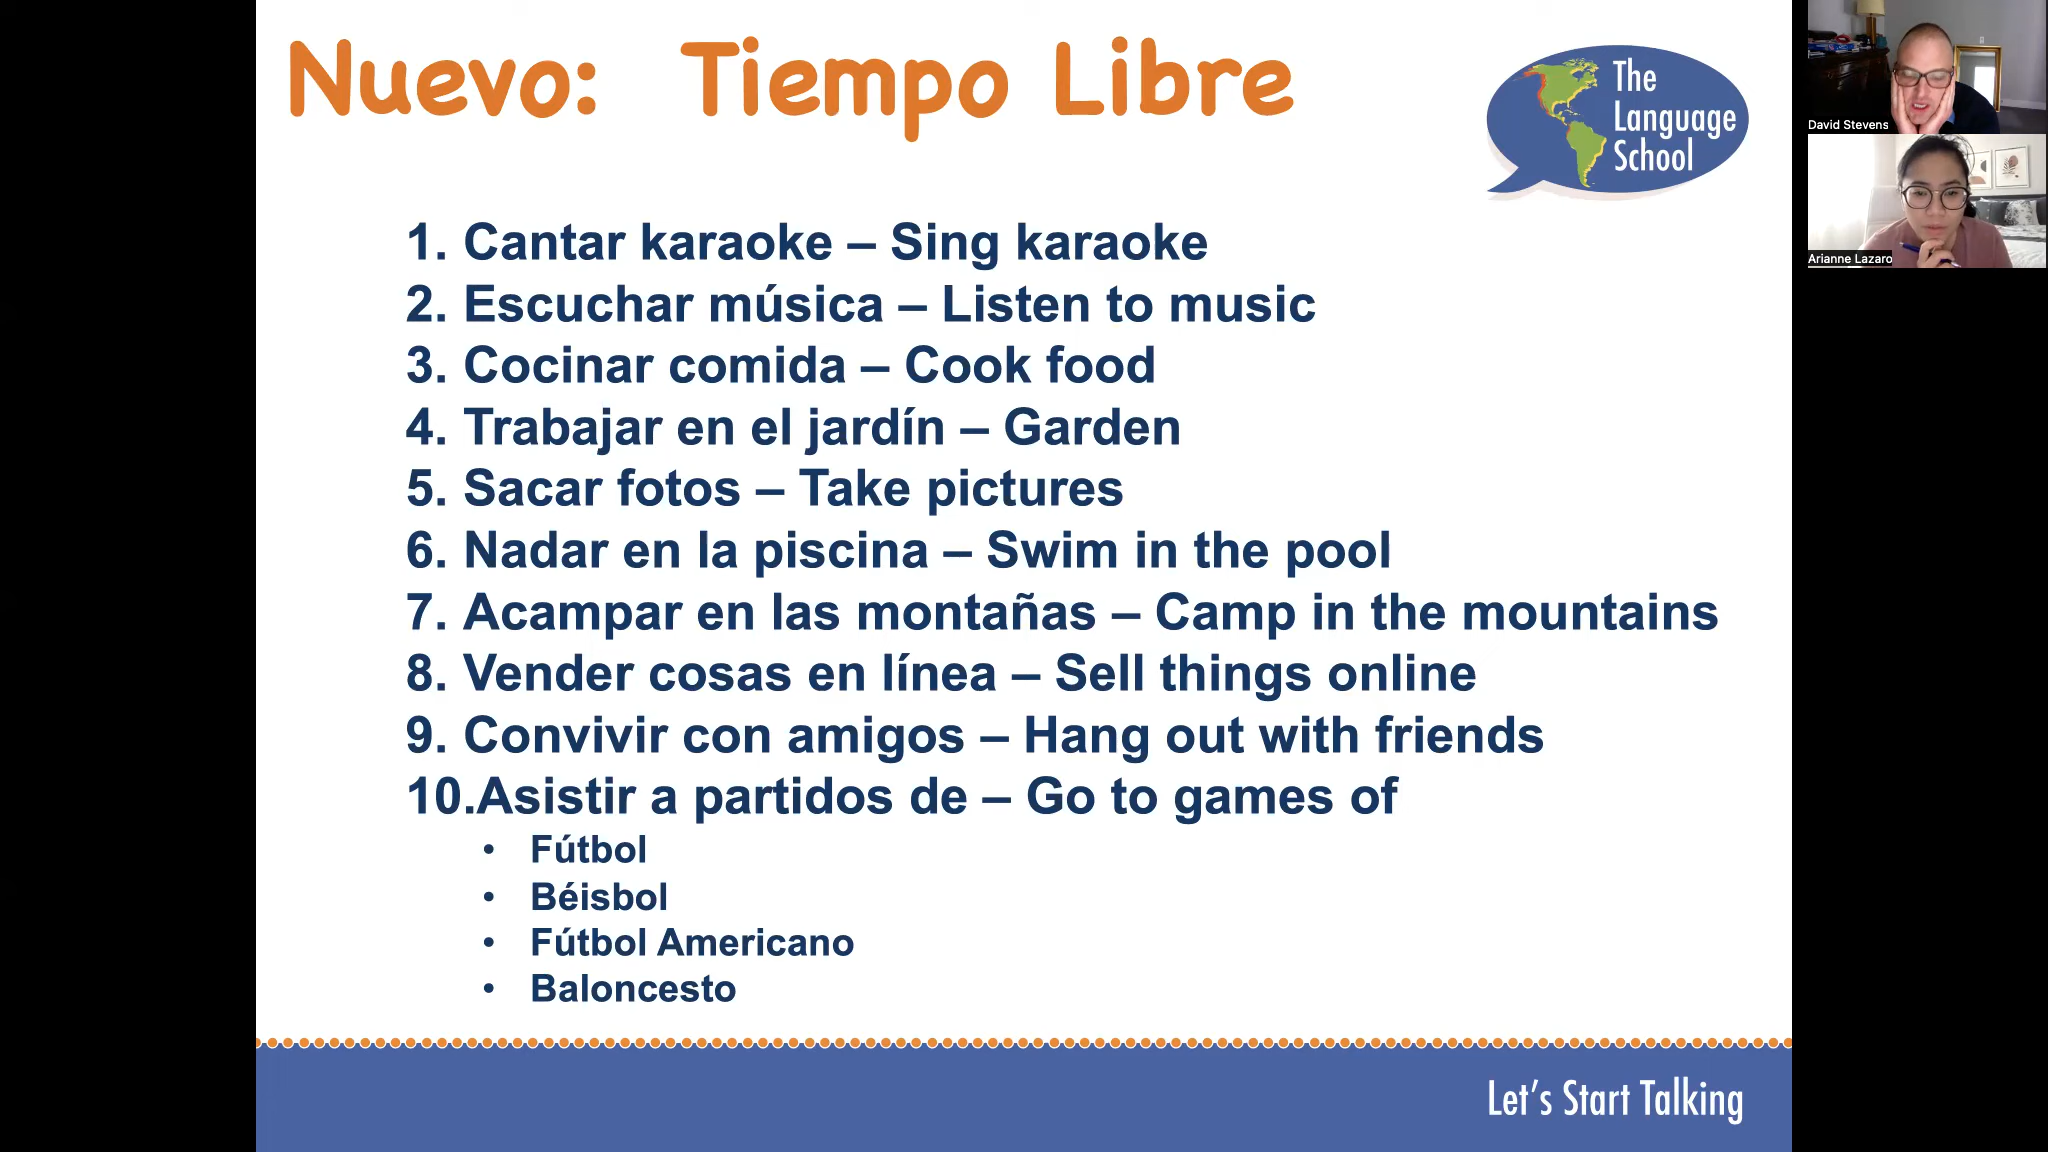 Nuevo: Tiempo Libre
The
Language
School
1. Cantar karaoke – Sing karaoke
2. Escuchar música – Listen to music
3. Cocinar comida – Cook food
4. Trabajar en el jardín – Garden
5. Sacar fotos – Take pictures
6. Nadar en la piscina – Swim in the pool
7. Acampar en las montañas – Camp in the mountains
8. Vender cosas en línea – Sell things online
9. Convivir con amigos – Hang out with friends
10.Asistir a partidos de – Go to games of
• Fútbol
• Béisbol
• Fútbol Americano
• Baloncesto
Let's Start Talking
David Stevens
Arianne Lazaro